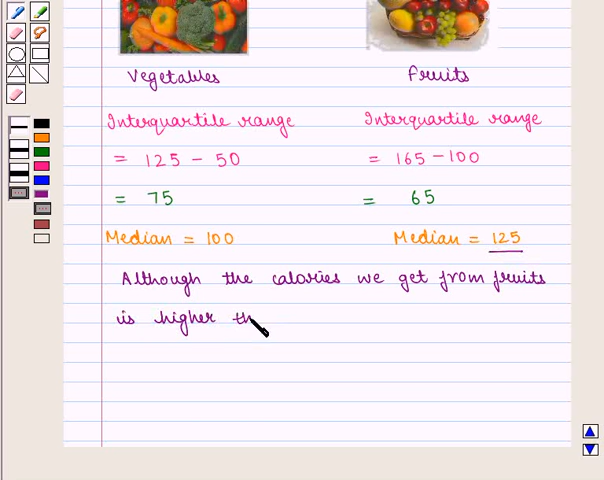 Vegetables Fruits
Interquartile range Interquartile range
= 125 - 50 = 165 - 100
= 75 = 65
Median = 100 Median = 125
Although the calories we get from fruits
is higher th